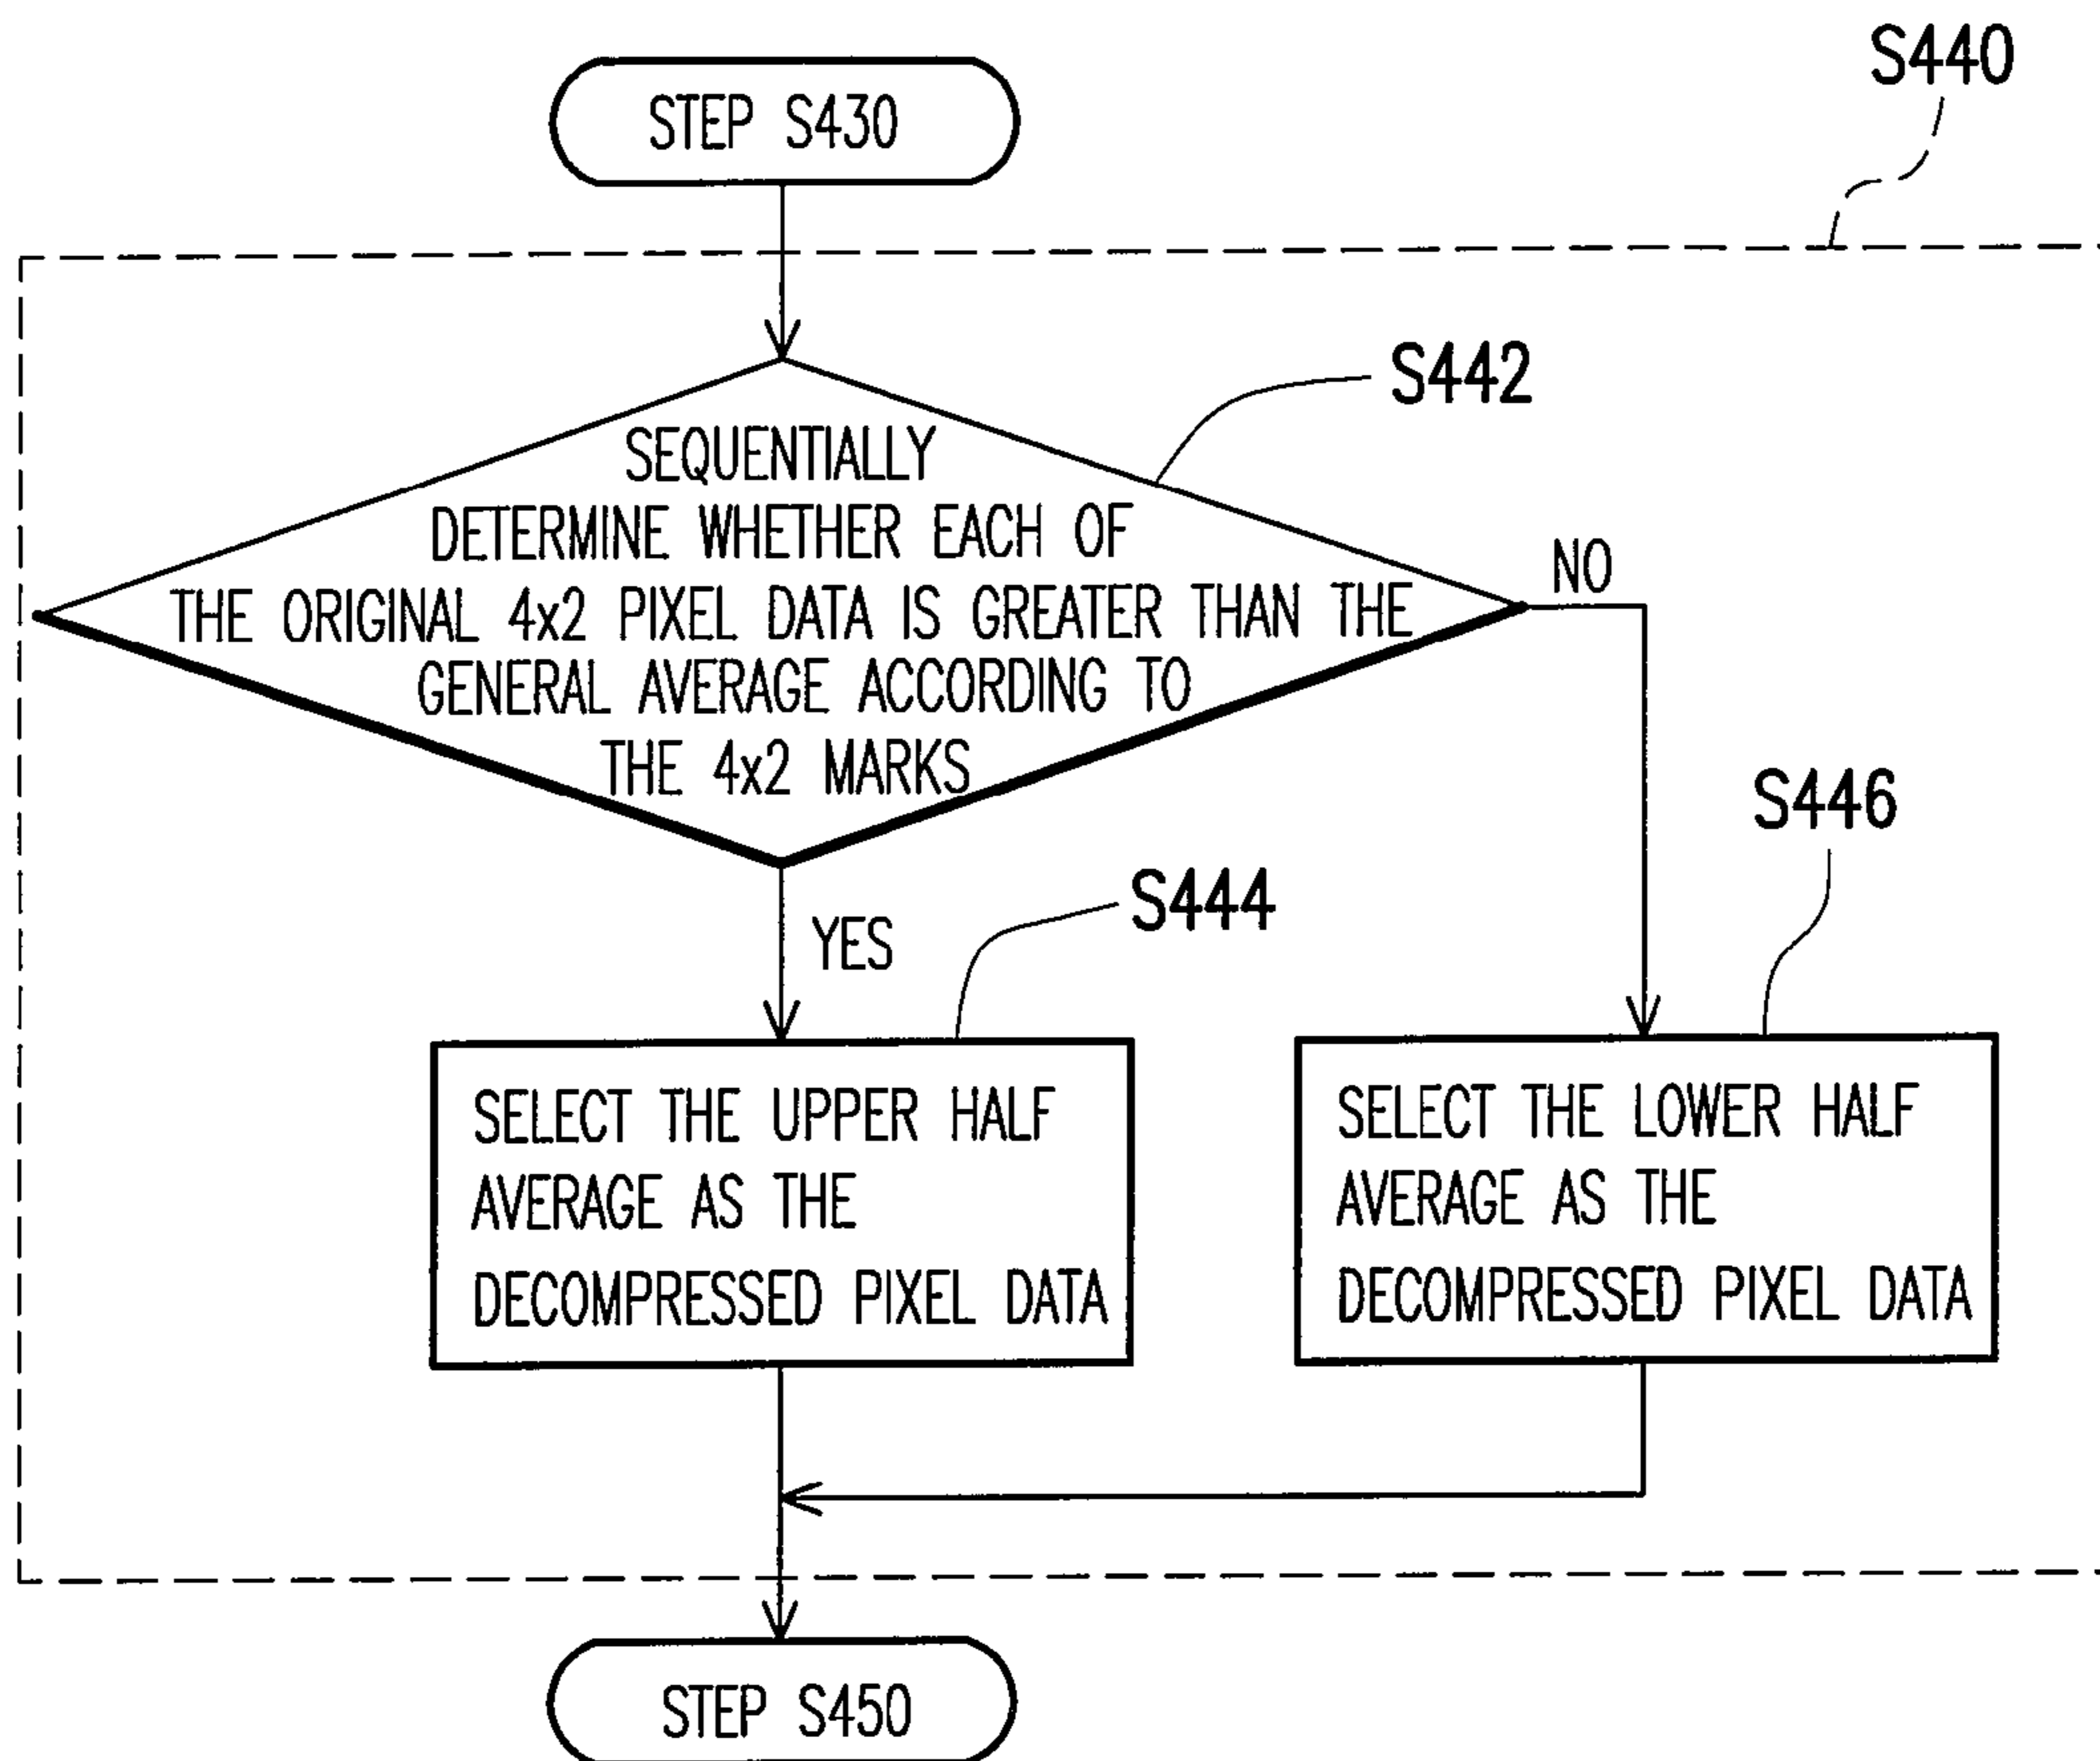 S440
STEP S430
S442
SEQUENTIALLY
DETERMINE WHETHER EACH OF
THE ORIGINAL 4x2 PIXEL DATA IS GREATER THAN THE
GENERAL AVERAGE ACCORDING TO
THE 4x2 MARKS
NO
S446
S444
YES
SELECT THE UPPER HALF
AVERAGE AS THE
DECOMPRESSED PIXEL DATA
SELECT THE LOWER HALF
AVERAGE AS THE
DECOMPRESSED PIXEL DATA
STEP S450